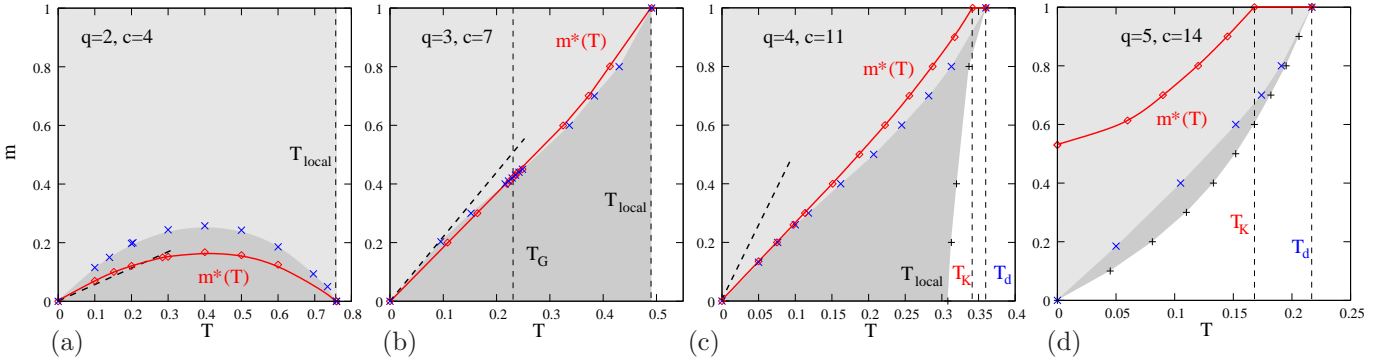 q=2, c=4
m*(T)
T_local
m
1
0.8
0.6
0.4
0.2
0
0 0.1 0.2 0.3 0.4 0.5 0.6 0.7 0.8
T
(a)
q=3, c=7
m*(T)
T_local
T_G
1
0.8
0.6
0.4
0.2
0
0 0.1 0.2 0.3 0.4 0.5
T
(b)
q=4, c=11
m*(T)
T_local
T_K
T_d
1
0.8
0.6
0.4
0.2
0
0 0.05 0.1 0.15 0.2 0.25 0.3 0.35 0.4
T
(c)
q=5, c=14
m*(T)
T_K
T_d
1
0.8
0.6
0.4
0.2
0
0 0.05 0.1 0.15 0.2 0.25
T
(d)